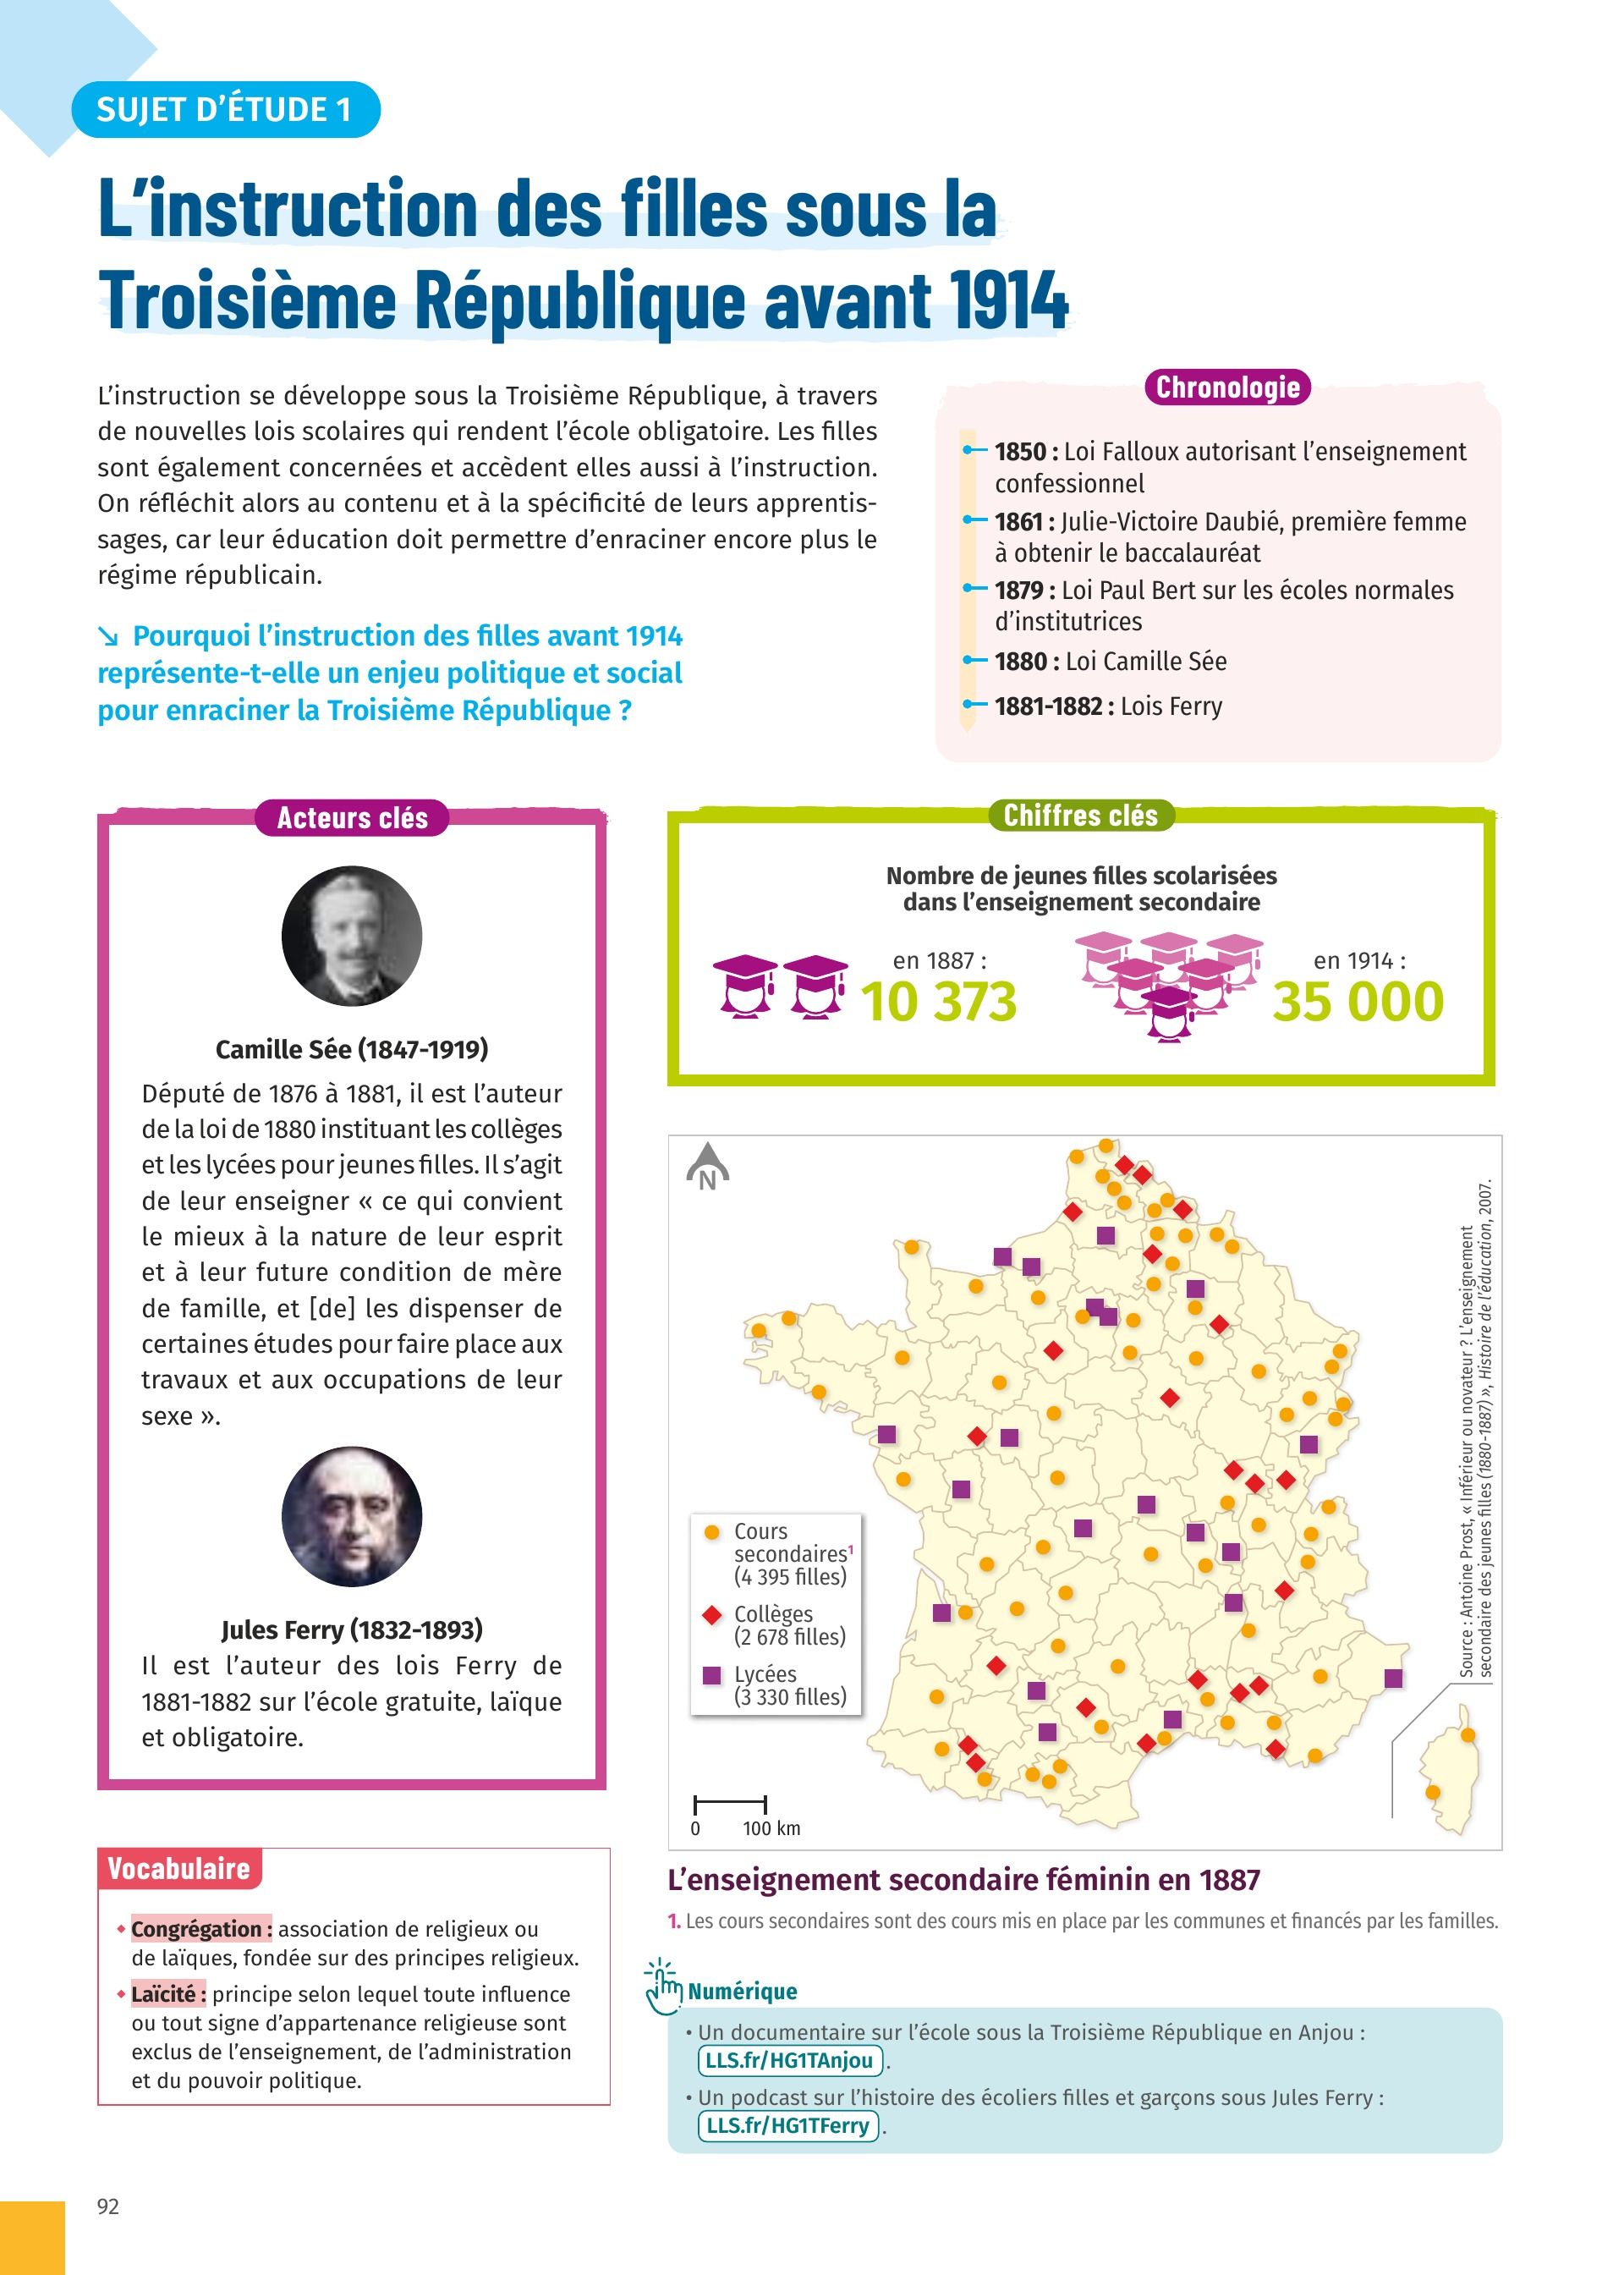 SUJET D'ÉTUDE 1
L'instruction des filles sous la
Troisième République avant 1914
L'instruction se développe sous la Troisième République, à travers
de nouvelles lois scolaires qui rendent l'école obligatoire. Les filles
sont également concernées et accèdent elles aussi à l'instruction.
On réfléchit alors au contenu et à la spécificité de leurs apprentis-
sages, car leur éducation doit permettre d'enraciner encore plus le
régime républicain.
↘ Pourquoi l'instruction des filles avant 1914
représente-t-elle un enjeu politique et social
pour enraciner la Troisième République ?
Chronologie
1850 : Loi Falloux autorisant l'enseignement
confessionnel
1861 : Julie-Victoire Daubié, première femme
à obtenir le baccalauréat
1879 : Loi Paul Bert sur les écoles normales
d'institutrices
1880 : Loi Camille Sée
1881-1882 : Lois Ferry
Acteurs clés
Camille Sée (1847-1919)
Député de 1876 à 1881, il est l'auteur
de la loi de 1880 instituant les collèges
et les lycées pour jeunes filles. Il s'agit
de leur enseigner « ce qui convient
le mieux à la nature de leur esprit
et à leur future condition de mère
de famille, et [de] les dispenser de
certaines études pour faire place aux
travaux et aux occupations de leur
sexe ».
Jules Ferry (1832-1893)
Il est l'auteur des lois Ferry de
1881-1882 sur l'école gratuite, laïque
et obligatoire.
Chiffres clés
Nombre de jeunes filles scolarisées
dans l'enseignement secondaire
en 1887 :
10 373
en 1914 :
35 000
N
Cours
secondaires¹
(4 395 filles)
Collèges
(2 678 filles)
Lycées
(3 330 filles)
0 100 km
Source : Antoine Prost, « Inférieur ou novateur ? L'enseignement
secondaire des jeunes filles (1880-1887) », Histoire de l'éducation, 2007.
L'enseignement secondaire féminin en 1887
1. Les cours secondaires sont des cours mis en place par les communes et financés par les familles.
Vocabulaire
Congrégation : association de religieux ou
de laïques, fondée sur des principes religieux.
Laïcité : principe selon lequel toute influence
ou tout signe d'appartenance religieuse sont
exclus de l'enseignement, de l'administration
et du pouvoir politique.
Numérique
• Un documentaire sur l'école sous la Troisième République en Anjou :
LLS.fr/HG1TAnjou .
• Un podcast sur l'histoire des écoliers filles et garçons sous Jules Ferry :
LLS.fr/HG1TFerry .
92